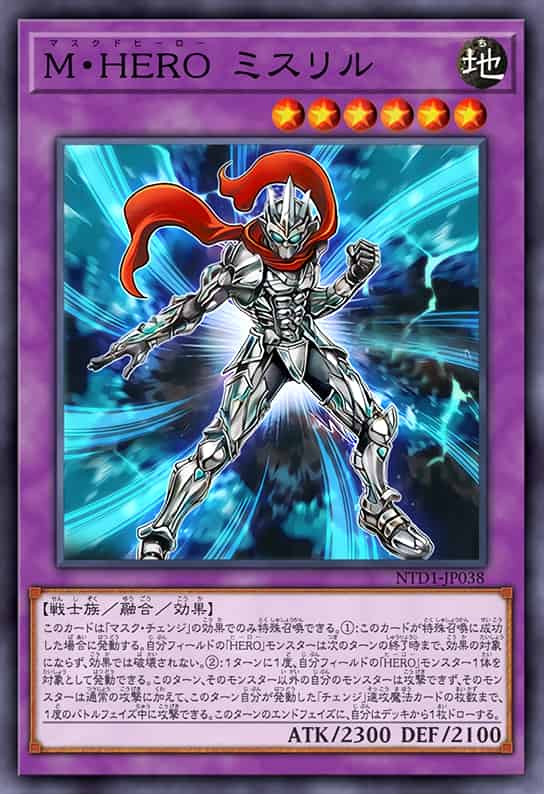 マスクドヒーロー
M・HERO ミスリル
ち
地
NTD1-JP038
【戦士族／融合／効果】
このカードは「マスク・チェンジ」の効果でのみ特殊召喚できる。①：このカードが特殊召喚に成功
した場合に発動する。自分フィールドの「HERO」モンスターは次のターンの終了時まで、効果の対象
にならず、効果では破壊されない。②：1ターンに1度、自分フィールドの「HERO」モンスター1体を
対象として発動できる。このターン、そのモンスター以外の自分のモンスターは攻撃できず、そのモン
スターは通常の攻撃に加えて、このターン自分が発動した「チェンジ」速攻魔法カードの枚数まで、
1度のバトルフェイズ中に攻撃できる。このターンのエンドフェイズに、自分はデッキから1枚ドローする。
ATK/2300 DEF/2100